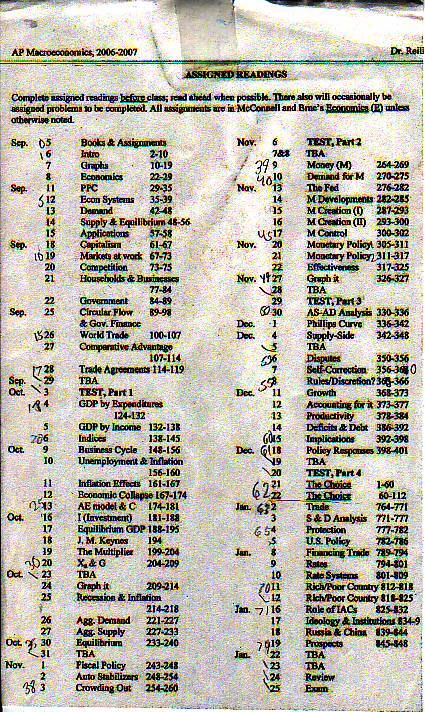 AP Macroeconomics, 2006-2007
Dr. Reill
ASSIGNED READINGS
Complete assigned readings before class; read ahead when possible. There also will occasionally be
assigned problems to be completed. All assignments are in McConnell and Brue's Economics (E) unless
otherwise noted.
Sep. 05 Books & Assignments
6 Intro 2-10
7 Graphs 10-19
8 Economics 22-29
Sep. 11 PPC 29-35
12 Econ Systems 35-39
13 Demand 42-48
14 Supply & Equilibrium 48-56
15 Applications 57-58
Sep. 18 Capitalism 61-67
19 Markets at work 67-73
20 Competition 73-75
21 Households & Businesses
77-84
22 Government 84-89
Sep. 25 Circular Flow 89-98
& Gov. Finance
26 World Trade 100-107
27 Comparative Advantage
107-114
28 Trade Agreements 114-119
Sep. 29 TBA
Oct. 3 TEST, Part 1
4 GDP by Expenditures
124-132
5 GDP by Income 132-138
6 Indices 138-145
Oct. 9 Business Cycle 148-156
10 Unemployment & Inflation
156-160
11 Inflation Effects 161-167
12 Economic Collapse 167-174
13 AE model & C 174-181
Oct. 16 I (Investment) 181-188
17 Equilibrium GDP 188-195
18 J. M. Keynes 194
19 The Multiplier 199-204
20 Xn & G 204-209
Oct. 23 TBA
24 Graph it 209-214
25 Recession & Inflation
214-218
26 Agg. Demand 221-227
27 Agg. Supply 227-233
Oct. 30 Equilibrium 233-240
31 TBA
Nov. 1 Fiscal Policy 243-248
2 Auto Stabilizers 248-254
3 Crowding Out 254-260
Nov. 6 TEST, Part 2
7&8 TBA
9 Money (M) 264-269
10 Demand for M 270-275
Nov. 13 The Fed 276-282
14 M Developments 282-285
15 M Creation (I) 287-293
16 M Creation (II) 293-300
17 M Control 300-302
Nov. 20 Monetary Policy 305-311
21 Monetary Policy 311-317
22 Effectiveness 317-325
Nov. 27 Graph it 326-327
28 TBA
29 TEST, Part 3
30 AS-AD Analysis 330-336
Dec. 1 Phillips Curve 336-342
Dec. 4 Supply-Side 342-348
5 TBA
6 Disputes 350-356
7 Self-Correction 356-360
8 Rules/Discretion? 363-366
Dec. 11 Growth 368-373
12 Accounting for it 373-377
13 Productivity 378-384
14 Deficits & Debt 386-392
15 Implications 392-398
Dec. 18 Policy Responses 398-401
19 TBA
20 TEST, Part 4
21 The Choice 1-60
22 The Choice 60-112
Jan. 2 Trade 764-771
3 S & D Analysis 771-777
4 Protection 777-782
5 U.S. Policy 782-786
Jan. 8 Financing Trade 789-794
9 Rates 794-801
10 Rate Systems 801-809
11 Rich/Poor Country 812-818
12 Rich/Poor Country 818-825
Jan. 16 Role of IACs 825-832
17 Ideology & Institutions 834-9
18 Russia & China 839-844
19 Prospects 845-848
Jan. 22 TBA
23 TBA
24 Review
25 Exam